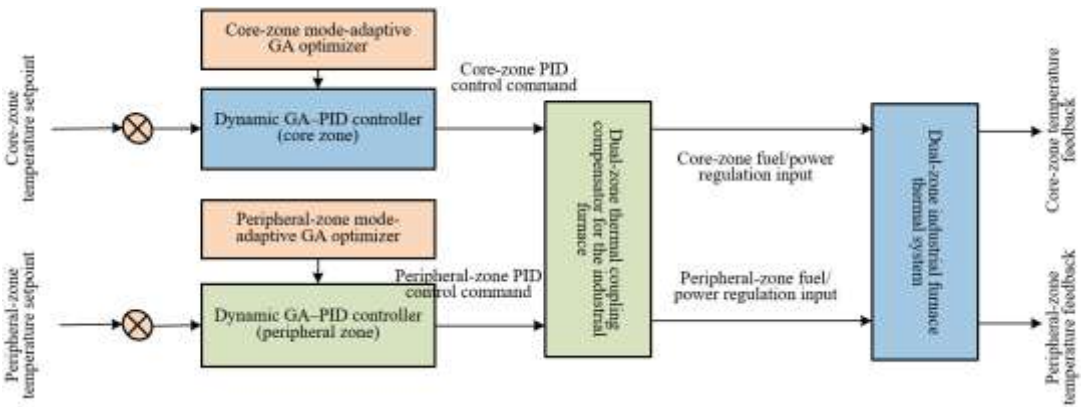 Core-zone mode-adaptive
GA optimizer
Core-zone
temperature setpoint
Dynamic GA–PID controller
(core zone)
Core-zone PID
control command
Peripheral-zone mode-
adaptive GA optimizer
Peripheral-zone
temperature setpoint
Dynamic GA–PID controller
(peripheral zone)
Peripheral-zone PID
control command
Dual-zone thermal coupling
compensator for the industrial
furnace
Core-zone fuel/power
regulation input
Peripheral-zone fuel/
power regulation input
Dual-zone industrial furnace
thermal system
Core-zone temperature
feedback
Peripheral-zone
temperature feedback